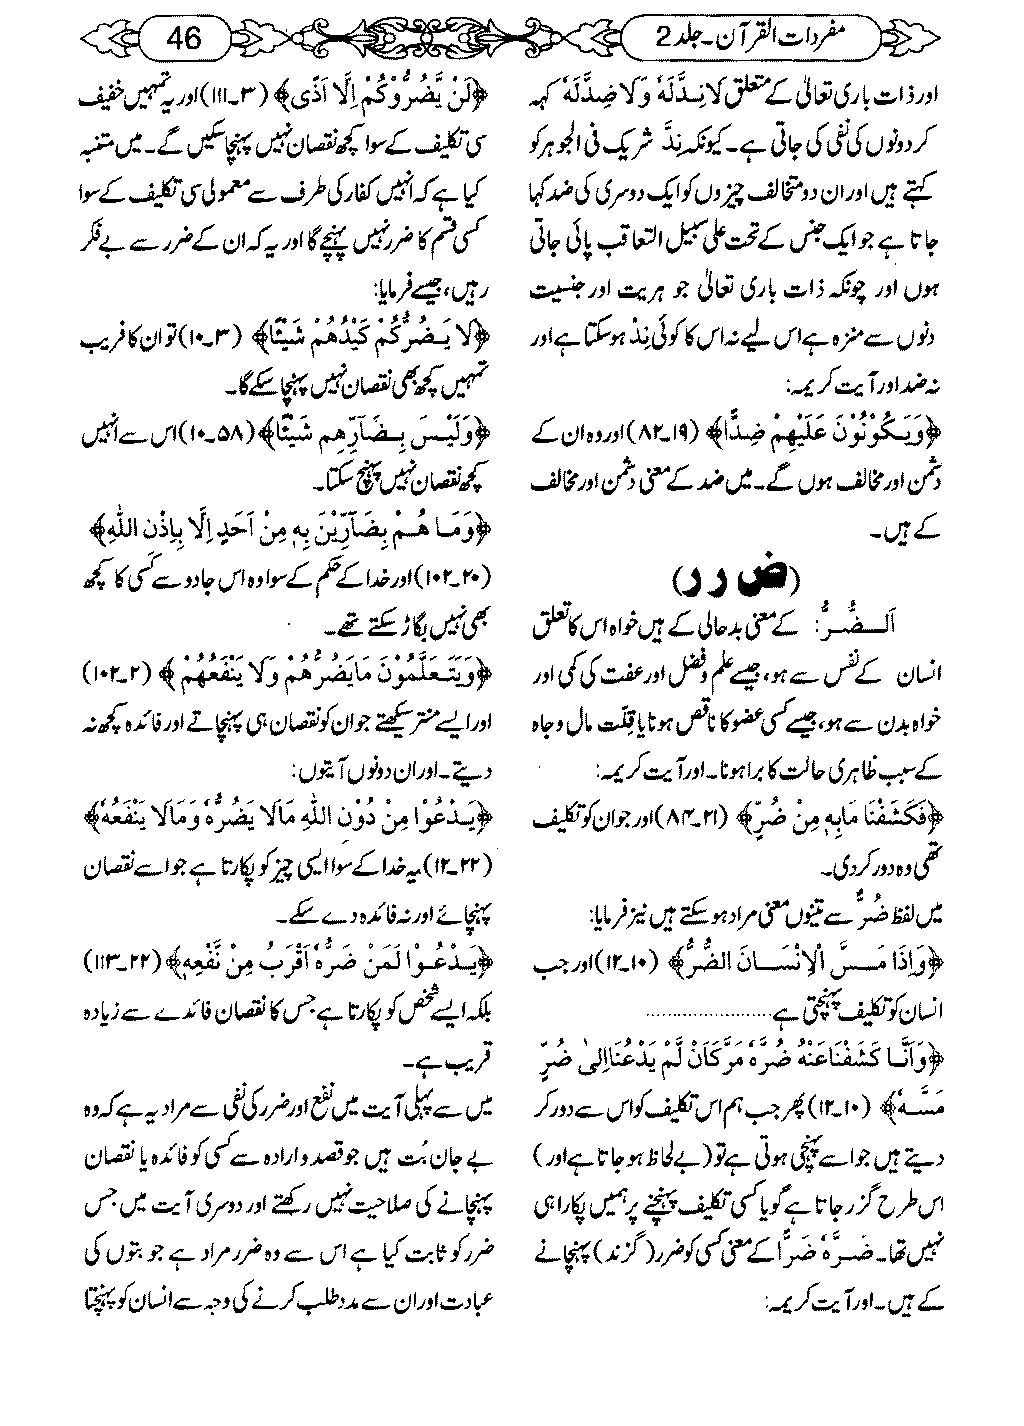 مفردات القرآن۔جلد 2
46
اور ذات باری تعالیٰ کے متعلق لَانِدَّلَهٗ وَلَا ضِدَّلَهٗ کہہ
کر دونوں کی نفی کی جاتی ہے۔ کیونکہ نِدٌّ شریک فی الجوہر کو
کہتے ہیں اور ان دو متخالف چیزوں کو ایک دوسری کی ضد کہا
جاتا ہے جو ایک جنس کے تحت علی سبیل التعاقب پائی جاتی
ہوں اور چونکہ ذات باری تعالیٰ جو ہریت اور جنسیت
دنوں سے منزہ ہے اس لیے نہ اس کا کوئی نِدّ ہوسکتا ہے اور
نہ ضد اور آیت کریمہ:
﴿وَيَكُوْنُوْنَ عَلَيْهِمْ ضِدًّا﴾ (۱۹۔۸۲) اور وہ ان کے
دشمن اور مخالف ہوں گے۔ میں ضد کے معنی دشمن اور مخالف
کے ہیں۔
(ض ر ر)
اَلــضُّــرُّ: کے معنی بدحالی کے ہیں خواہ اس کا تعلق
انسان کے نفس سے ہو، جیسے علم و فضل اور عفت کی کمی اور
خواہ بدن سے ہو، جیسے کسی عضو کا ناقص ہونا یا قلّت مال و جاہ
کے سبب ظاہری حالت کا برا ہونا۔ اور آیت کریمہ:
﴿فَكَشَفْنَا مَابِهٖ مِنْ ضُرٍّ﴾ (۲۱۔۸۴) اور جو ان کو تکلیف
تھی وہ دور کر دی۔
میں لفظ ضُرٌّ سے تینوں معنی مراد ہوسکتے ہیں نیز فرمایا:
﴿وَاِذَا مَــسَّ الْاِنْسَــانَ الضُّرُّ﴾ (۱۰۔۱۲) اور جب
انسان کو تکلیف پہنچتی ہے......................
﴿وَاَنَّــا كَشَفْنَاعَنْهُ ضُرَّهٗ مَرَّكَاَنْ لَّمْ يَدْعُنَااِلىٰ ضُرٍّ
مَسَّــهٗ﴾ (۱۰۔۱۲) پھر جب ہم اس تکلیف کو اس سے دور کر
دیتے ہیں جو اسے پہنچی ہوتی ہے تو (بے لحاظ ہو جاتا ہے اور)
اس طرح گزر جاتا ہے گویا کسی تکلیف پہنچنے پر ہمیں پکارا ہی
نہیں تھا۔ ضَــرَّهٗ ضَرًّا کے معنی کسی کو ضرر (گزند) پہنچانے
کے ہیں۔ اور آیت کریمہ:
﴿لَنْ يَّضُرُّوكُمْ اِلَّا اَذًى﴾ (۳۔۱۱۱) اور یہ تمہیں خفیف
سی تکلیف کے سوا کچھ نقصان نہیں پہنچا سکیں گے۔ میں متنبہ
کیا ہے کہ انہیں کفار کی طرف سے معمولی سی تکلیف کے سوا
کسی قسم کا ضرر نہیں پہنچے گا اور یہ کہ ان کے ضرر سے بے فکر
رہیں، جیسے فرمایا:
﴿لَا يَــضُرُّكُمْ كَيْدُهُمْ شَيْئًا﴾ (۳۔۱۰) تو ان کا فریب
تمہیں کچھ بھی نقصان نہیں پہنچا سکے گا۔
﴿وَلَيْــسَ بِــضَــآرِّهِم شَيْئًا﴾ (۵۸۔۱۰) اس سے انہیں
کچھ نقصان نہیں پہنچ سکتا۔
﴿وَمَــا هُــمْ بِضَآرِّيْنَ بِهٖ مِنْ اَحَدٍ اِلَّا بِاِذْنِ اللّٰهِ﴾
(۲۰۔۱۰۲) اور خدا کے حکم کے سوا وہ اس جادو سے کسی کا کچھ
بھی نہیں بگاڑ سکتے تھے۔
﴿وَيَتَــعَلَّمُوْنَ مَايَضُرُّهُمْ وَلَا يَنْفَعُهُمْ﴾ (۲۔۱۰۲)
اور ایسے منتر سیکھتے جو ان کو نقصان ہی پہنچاتے اور فائدہ کچھ نہ
دیتے۔ اور ان دونوں آیتوں:
﴿يَــدْعُوْا مِنْ دُوْنِ اللّٰهِ مَالَا يَضُرُّهٗ وَمَالَا يَنْفَعُهٗ﴾
(۲۲۔۱۲) یہ خدا کے سوا ایسی چیز کو پکارتا ہے جو اسے نقصان
پہنچائے اور نہ فائدہ دے سکے۔
﴿يَــدْعُــوْا لَمَنْ ضَرُّهٗ اَقْرَبُ مِنْ نَّفْعِهٖ﴾ (۲۲۔۱۱۳)
بلکہ ایسے شخص کو پکارتا ہے جس کا نقصان فائدے سے زیادہ
قریب ہے۔
میں سے پہلی آیت میں نفع اور ضرر کی نفی سے مراد یہ ہے کہ وہ
بے جان بُت ہیں جو قصد و ارادہ سے کسی کو فائدہ یا نقصان
پہنچانے کی صلاحیت نہیں رکھتے اور دوسری آیت میں جس
ضرر کو ثابت کیا ہے اس سے وہ ضرر مراد ہے جو بتوں کی
عبادت اور ان سے مدد طلب کرنے کی وجہ سے انسان کو پہنچتا